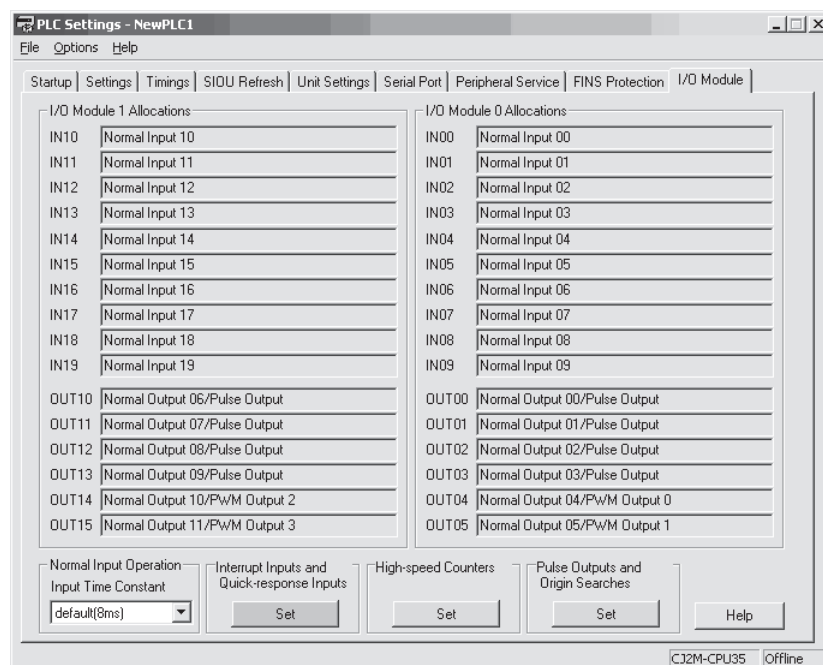 PLC Settings - NewPLC1
File Options Help
Startup Settings Timings SIOU Refresh Unit Settings Serial Port Peripheral Service FINS Protection I/O Module
I/O Module 1 Allocations
IN10 Normal Input 10
IN11 Normal Input 11
IN12 Normal Input 12
IN13 Normal Input 13
IN14 Normal Input 14
IN15 Normal Input 15
IN16 Normal Input 16
IN17 Normal Input 17
IN18 Normal Input 18
IN19 Normal Input 19
OUT10 Normal Output 06/Pulse Output
OUT11 Normal Output 07/Pulse Output
OUT12 Normal Output 08/Pulse Output
OUT13 Normal Output 09/Pulse Output
OUT14 Normal Output 10/PWM Output 2
OUT15 Normal Output 11/PWM Output 3
I/O Module 0 Allocations
IN00 Normal Input 00
IN01 Normal Input 01
IN02 Normal Input 02
IN03 Normal Input 03
IN04 Normal Input 04
IN05 Normal Input 05
IN06 Normal Input 06
IN07 Normal Input 07
IN08 Normal Input 08
IN09 Normal Input 09
OUT00 Normal Output 00/Pulse Output
OUT01 Normal Output 01/Pulse Output
OUT02 Normal Output 02/Pulse Output
OUT03 Normal Output 03/Pulse Output
OUT04 Normal Output 04/PWM Output 0
OUT05 Normal Output 05/PWM Output 1
Normal Input Operation
Input Time Constant
default(8ms)
Interrupt Inputs and
Quick-response Inputs
Set
High-speed Counters
Set
Pulse Outputs and
Origin Searches
Set
Help
CJ2M-CPU35 Offline